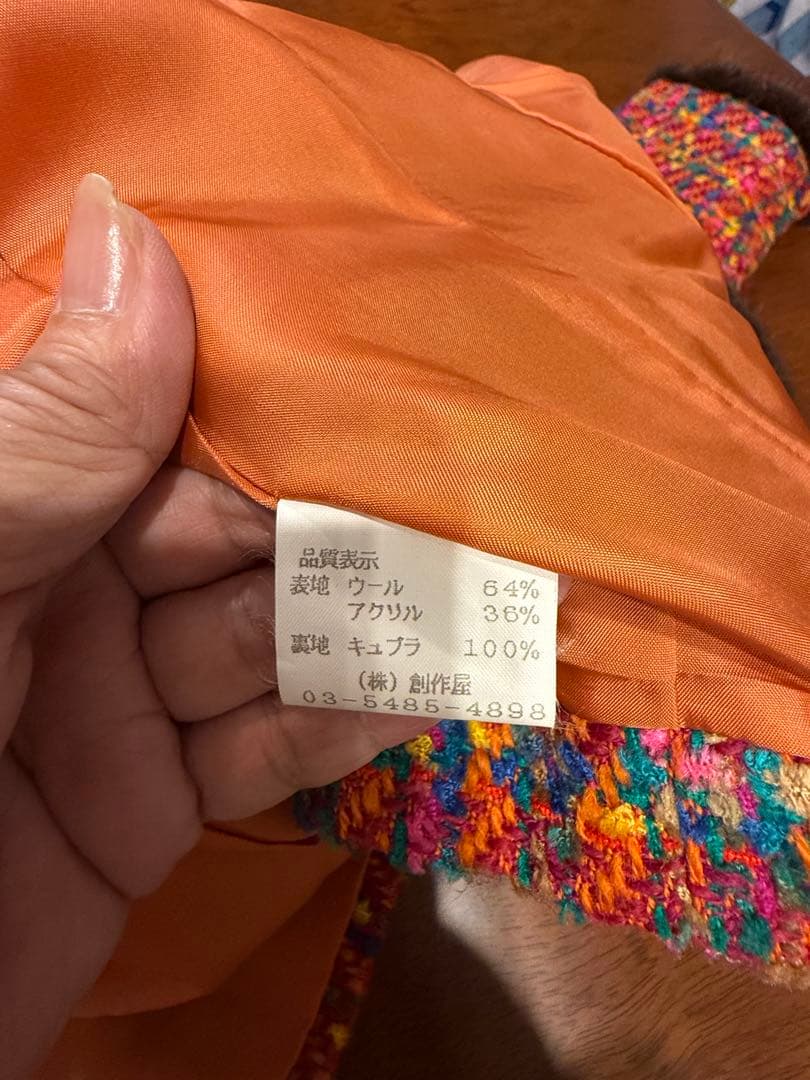 品質表示
表地 ウール 64%
アクリル 36%
裏地 キュプラ 100%
(株) 創作屋
03-5485-4898